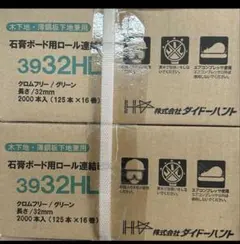 木下地・薄鋼板下地兼用
石膏ボード用ロール連結
3932HL
クロムフリー／グリーン
長さ／32mm
2000本入（125本×16巻）
株式会社ダイドーハント
木下地・薄鋼板下地兼用
石膏ボード用ロール連結
3932HL
クロムフリー／グリーン
長さ／32mm
2000本入（125本×16巻）
株式会社ダイドーハント